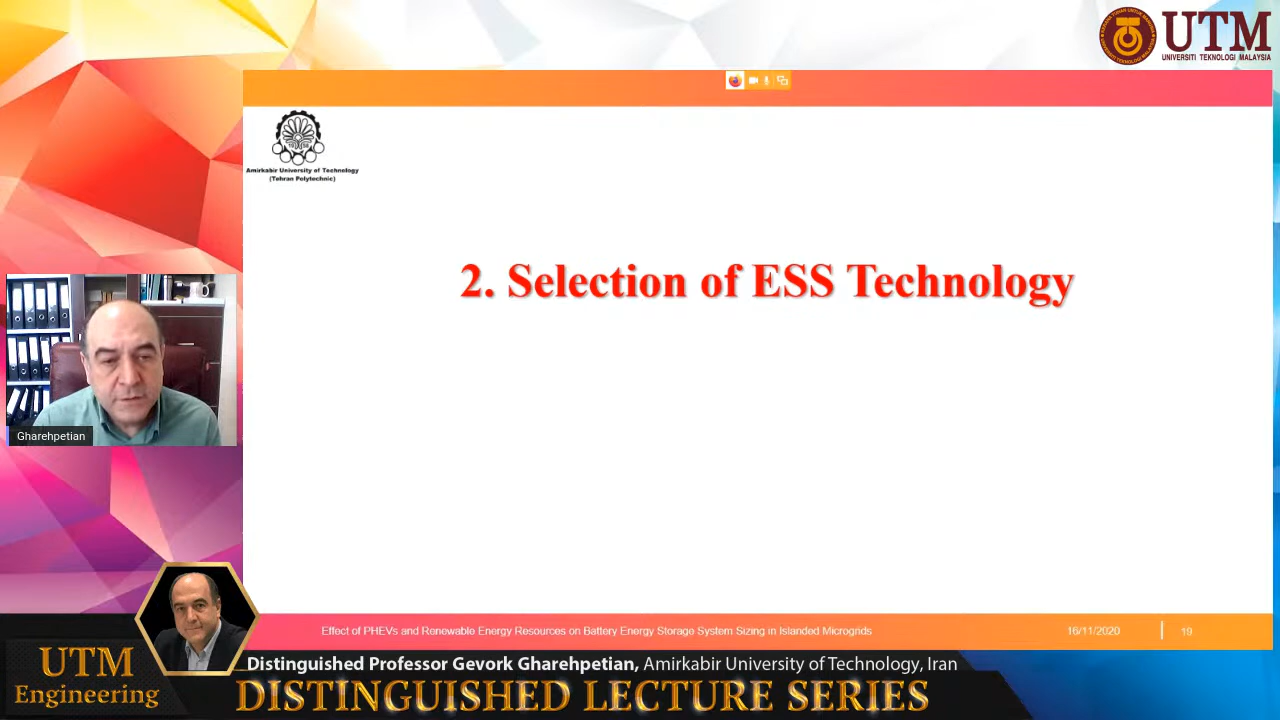 UTM
UNIVERSITI TEKNOLOGI MALAYSIA
Amirkabir University of Technology
(Tehran Polytechnic)
2. Selection of ESS Technology
Gharehpetian
Effect of PHEVs and Renewable Energy Resources on Battery Energy Storage System Sizing in Islanded Microgrids
16/11/2020
19
Distinguished Professor Gevork Gharehpetian, Amirkabir University of Technology, Iran
UTM
Engineering
DISTINGUISHED LECTURE SERIES